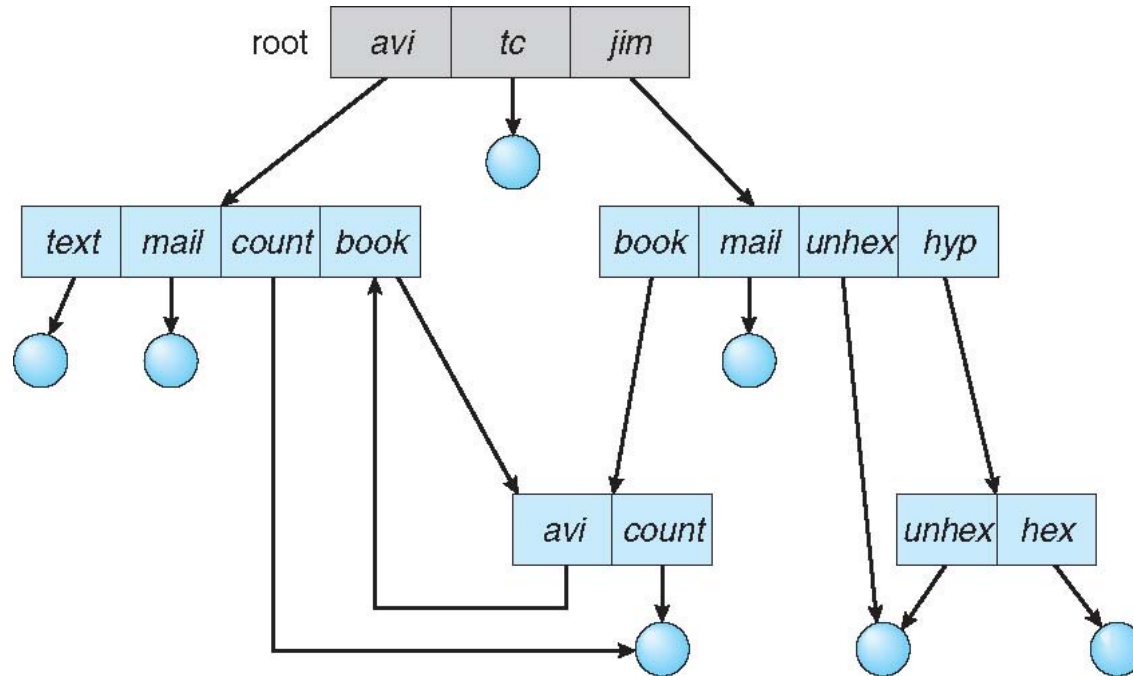 root avi tc jim
text mail count book
book mail unhex hyp
avi count
unhex hex